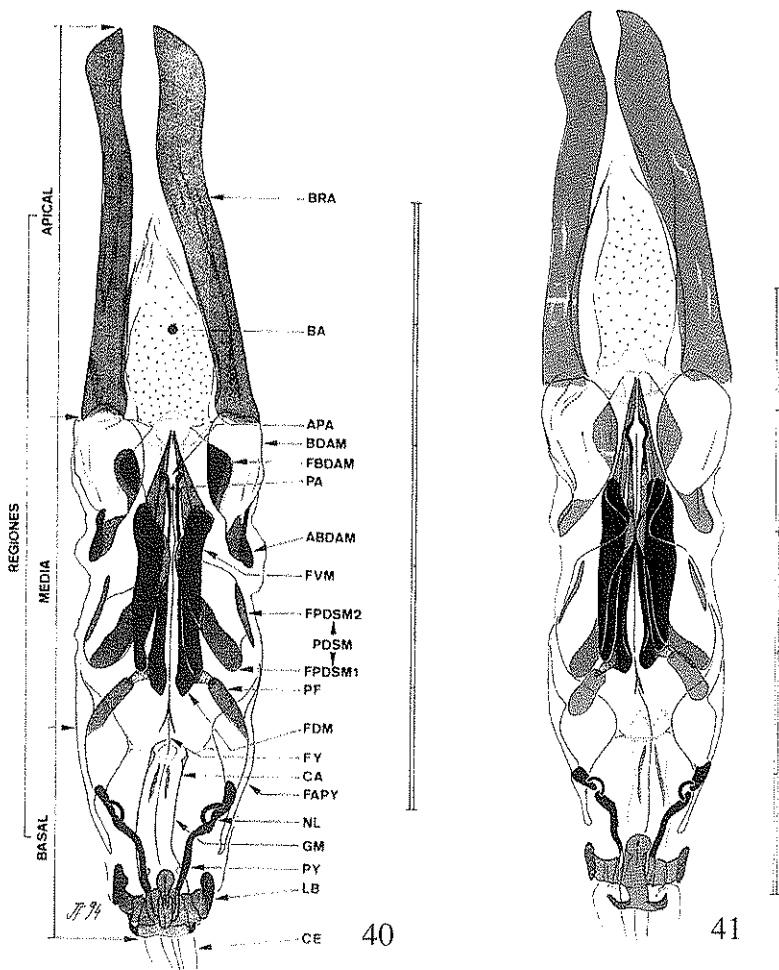 REGIONES
APICAL
MEDIA
BASAL
BRA
BA
APA
BDAM
FBDAM
PA
ABDAM
FVM
FPDSM2
PDSM
FPDSM1
PF
FDM
FY
CA
FAPY
NL
GM
PY
LB
CE
94
40
41